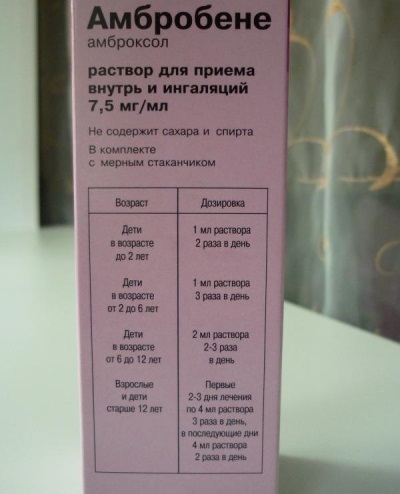 Амбробене
амброксол
раствор для приема
внутрь и ингаляций
7,5 мг/мл
Не содержит сахара и спирта
В комплекте
с мерным стаканчиком
Возраст Дозировка
Дети 1 мл раствора
в возрасте 2 раза в день
до 2 лет
Дети 1 мл раствора
в возрасте 3 раза в день
от 2 до 6 лет
Дети 2 мл раствора
в возрасте 2-3 раза
от 6 до 12 лет в день
Взрослые Первые
и дети 2-3 дня лечения
старше 12 лет по 4 мл раствора
3 раза в день,
в последующие дни
4 мл раствора
2 раза в день